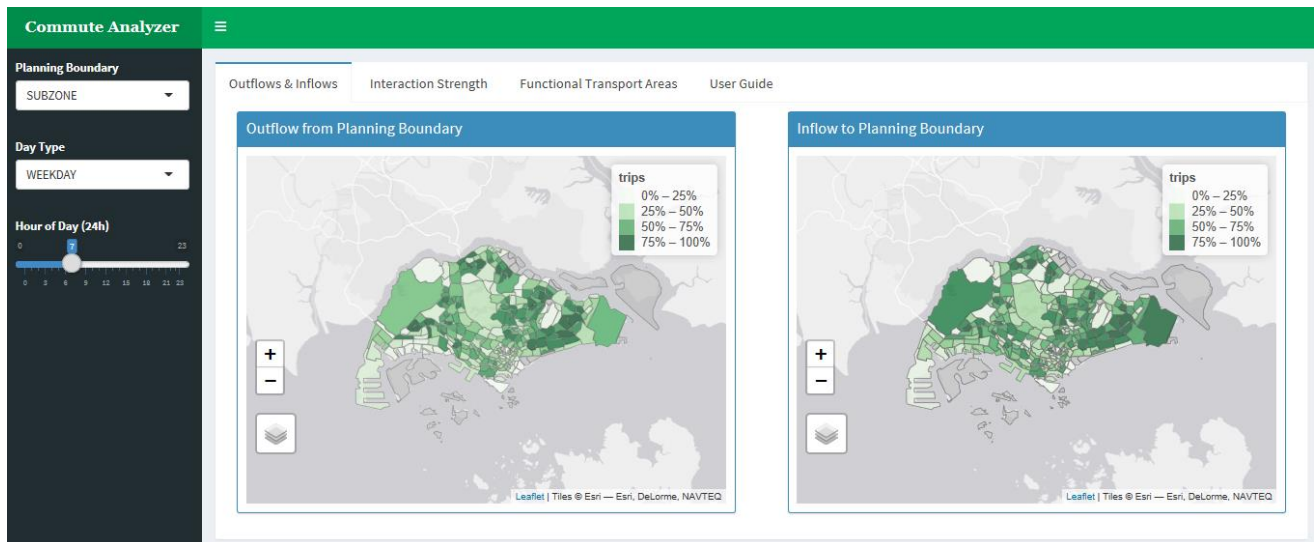 Commute Analyzer
Planning Boundary
SUBZONE
Day Type
WEEKDAY
Hour of Day (24h)
0 7 23
0 3 6 9 12 15 18 21 23
Outflows & Inflows Interaction Strength Functional Transport Areas User Guide
Outflow from Planning Boundary
trips
0% – 25%
25% – 50%
50% – 75%
75% – 100%
+
−
Leaflet | Tiles © Esri — Esri, DeLorme, NAVTEQ
Inflow to Planning Boundary
trips
0% – 25%
25% – 50%
50% – 75%
75% – 100%
+
−
Leaflet | Tiles © Esri — Esri, DeLorme, NAVTEQ